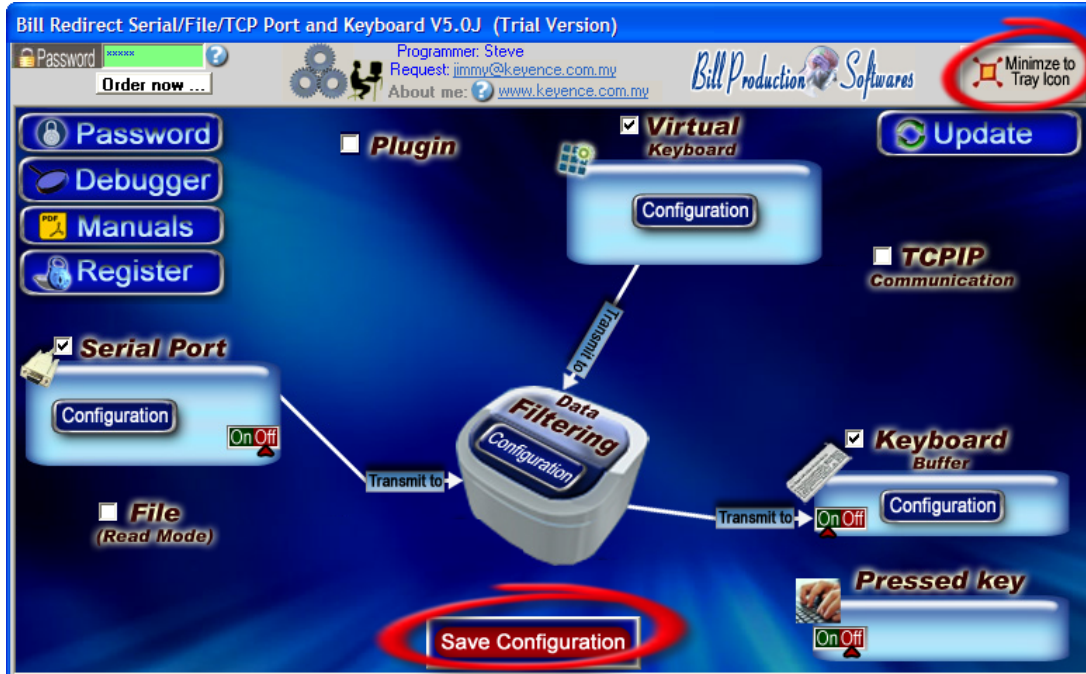 Bill Redirect Serial/File/TCP Port and Keyboard V5.0J (Trial Version)
Password *****
Order now ...
Programmer: Steve
Request: jimmy@keyence.com.my
About me: www.keyence.com.my
Bill Production Softwares
Minimze to
Tray Icon
Password
Debugger
Manuals
Register
Plugin
Virtual
Keyboard
Configuration
Update
TCPIP
Communication
Transmit to
Serial Port
Configuration
On Off
Transmit to
Data
Filtering
Configuration
File
(Read Mode)
Keyboard
Buffer
Configuration
Transmit to
On Off
Pressed key
On Off
Save Configuration